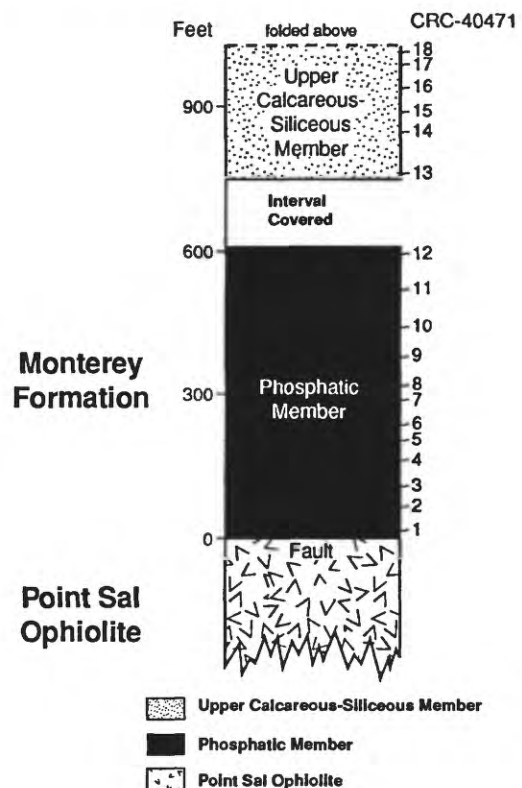 CRC-40471
Feet
folded above
18
17
Upper
Calcareous-
Siliceous
Member
16
900
15
14
13
Interval
Covered
600
12
11
10
Monterey
Formation
9
8
Phosphatic
Member
300
7
6
5
4
3
2
1
0
Fault
Point Sal
Ophiolite
Upper Calcareous-Siliceous Member
Phosphatic Member
Point Sal Ophiolite